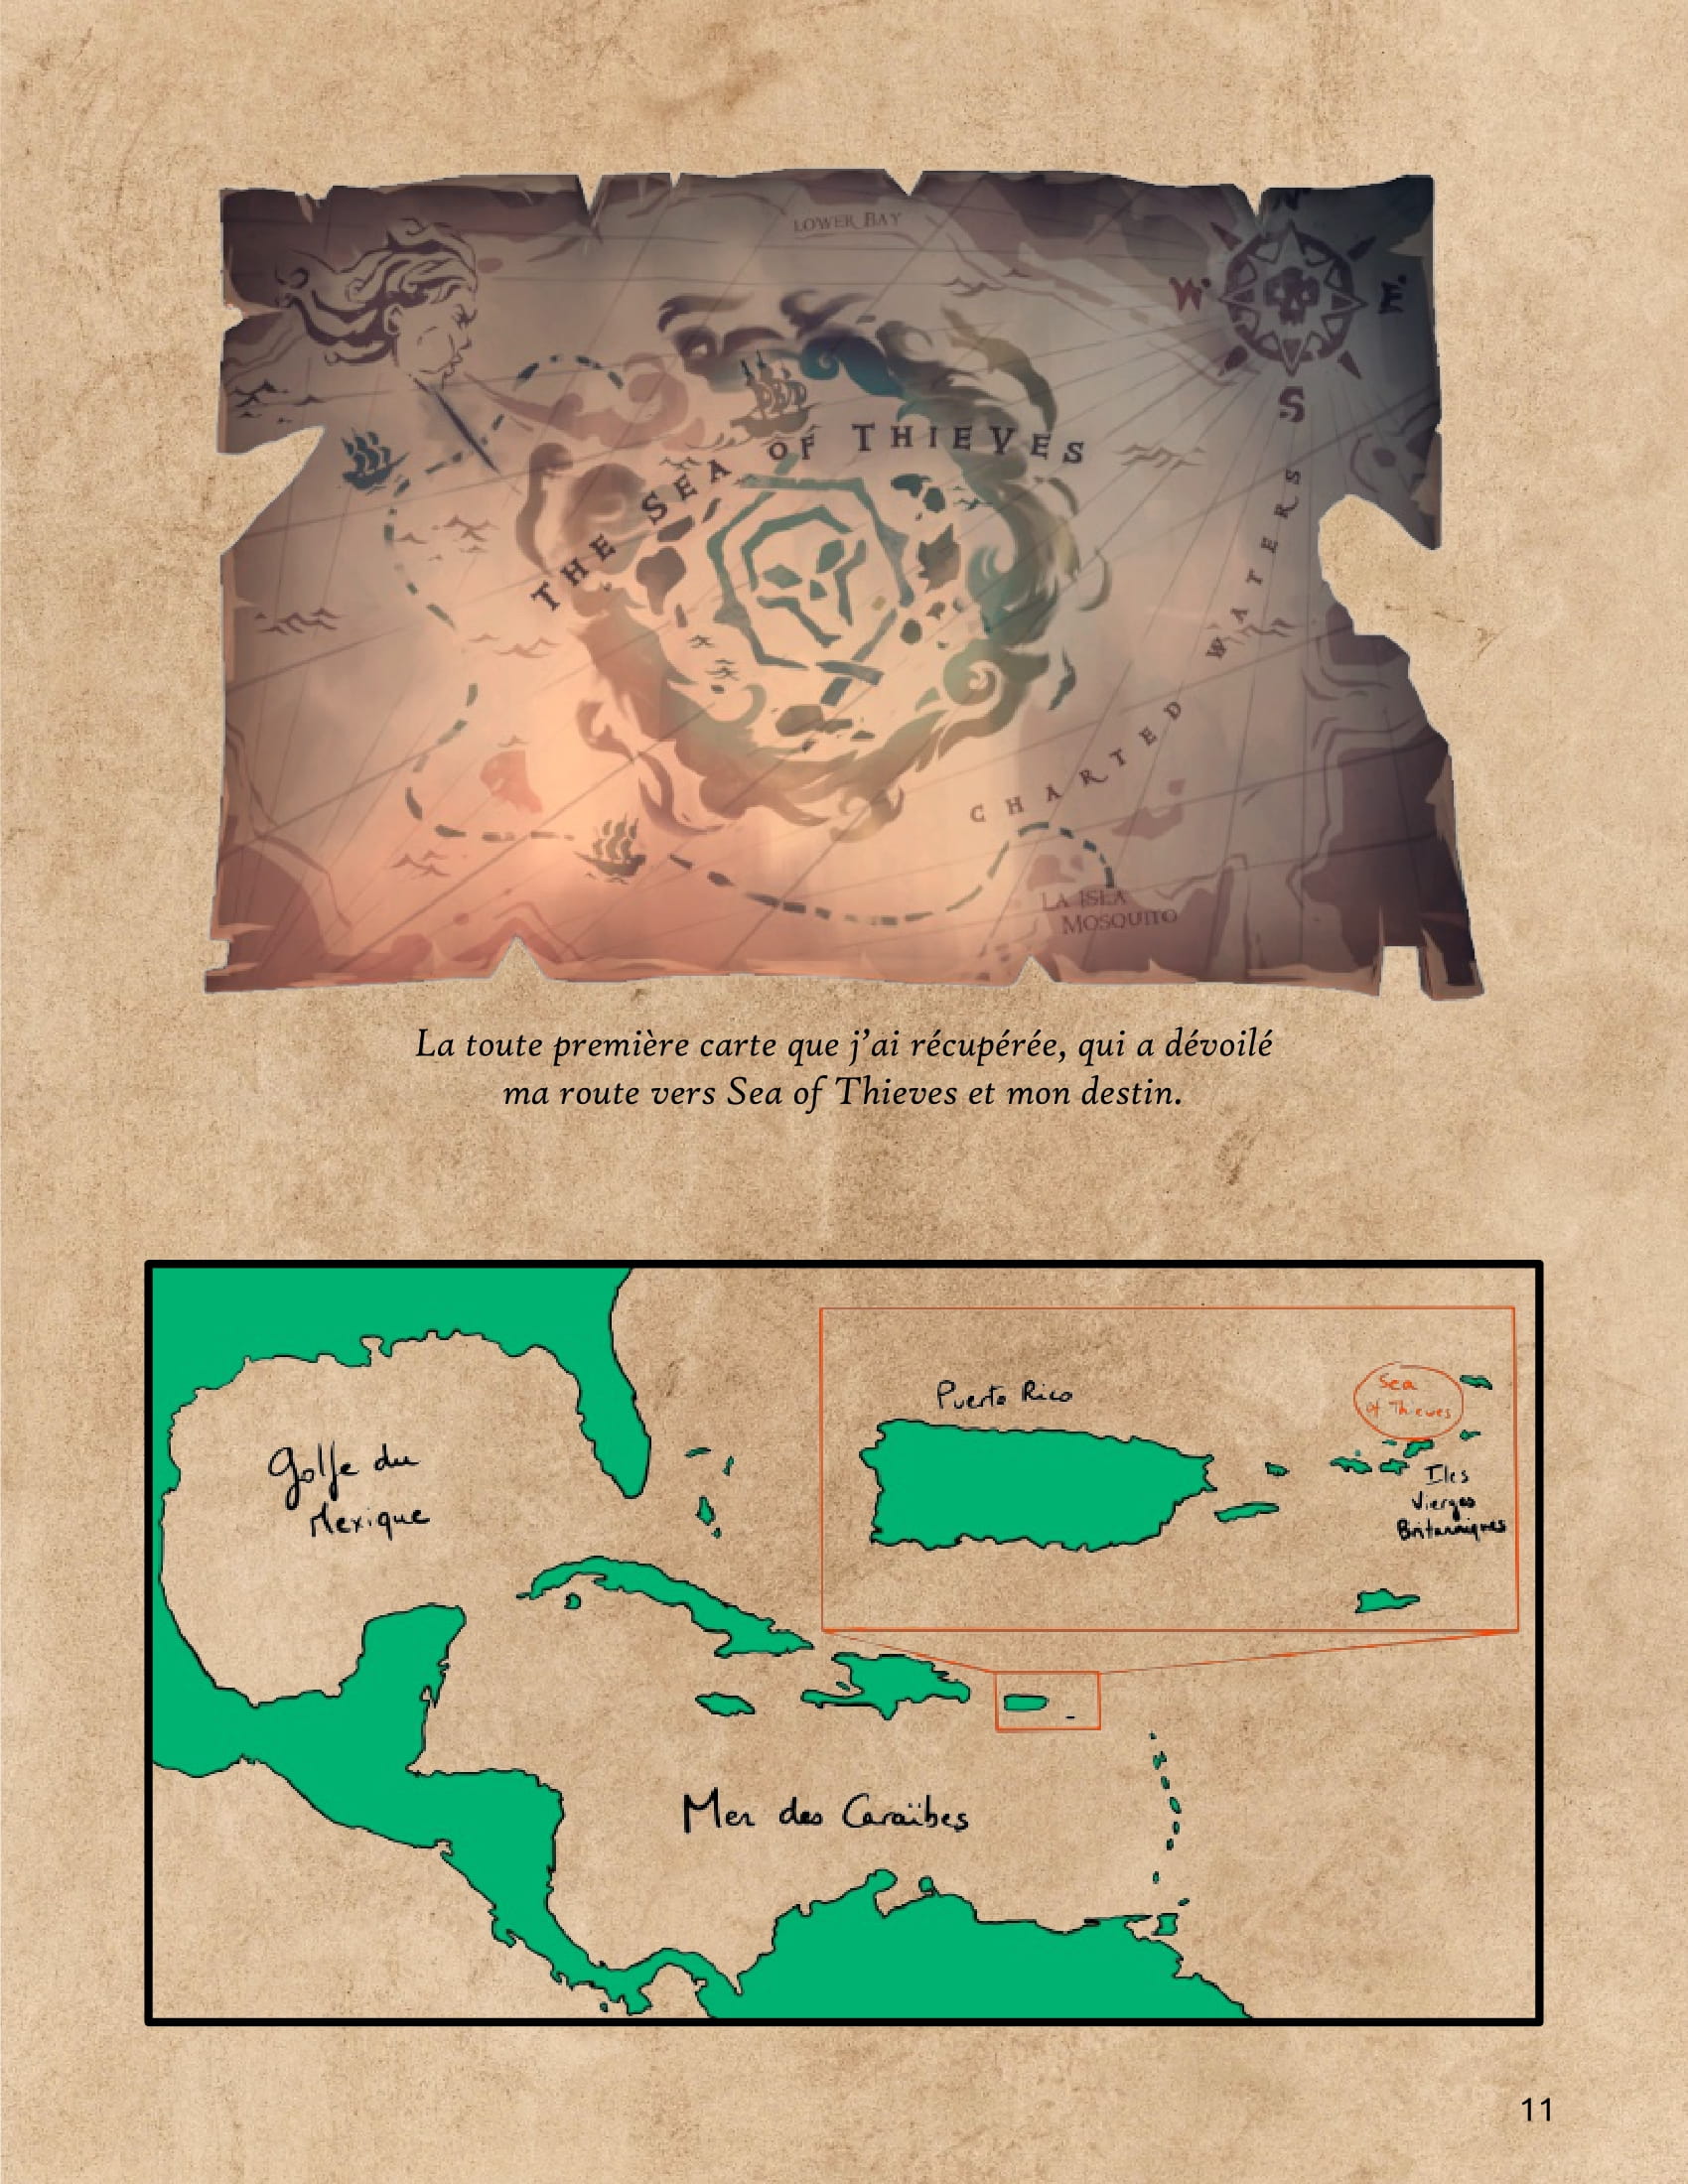 LOWER BAY
N
W
E
S
THE SEA OF THIEVES
CHARTED WATERS
LA ISLA
MOSQUITO
La toute première carte que j'ai récupérée, qui a dévoilé
ma route vers Sea of Thieves et mon destin.
Puerto Rico
Sea
of Thieves
Golfe du
Mexique
Iles
Vierges
Britanniques
Mer des Caraïbes
11